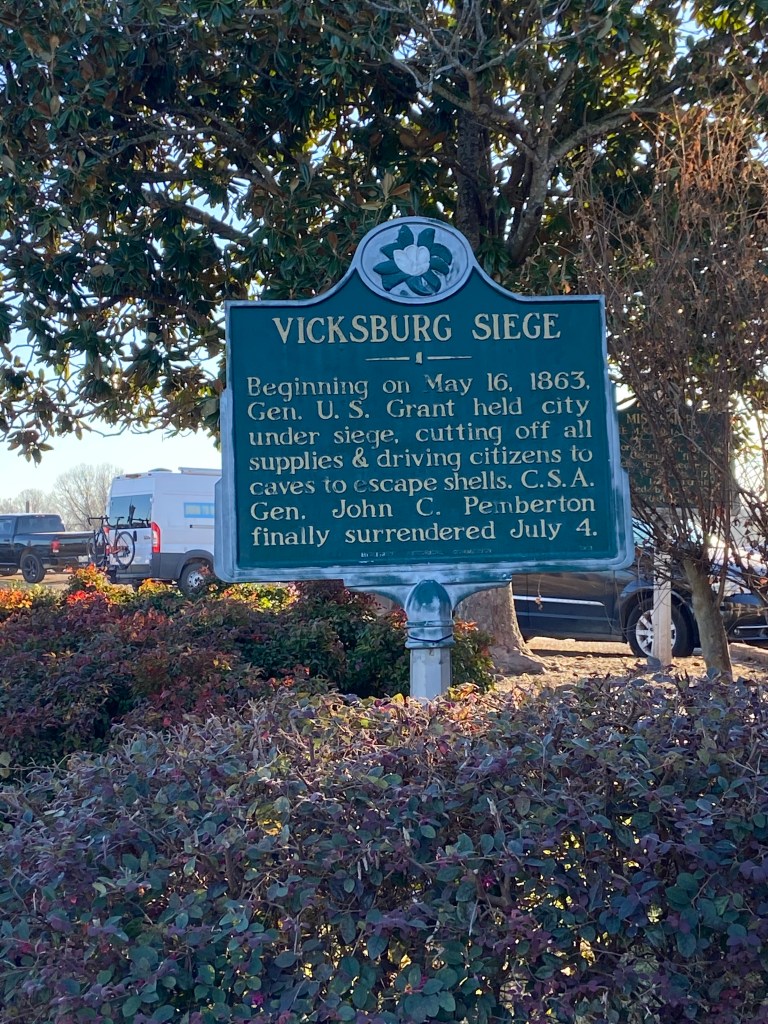 VICKSBURG SIEGE
Beginning on May 16, 1863,
Gen. U. S. Grant held city
under siege, cutting off all
supplies & driving citizens to
caves to escape shells. C.S.A.
Gen. John C. Pemberton
finally surrendered July 4.